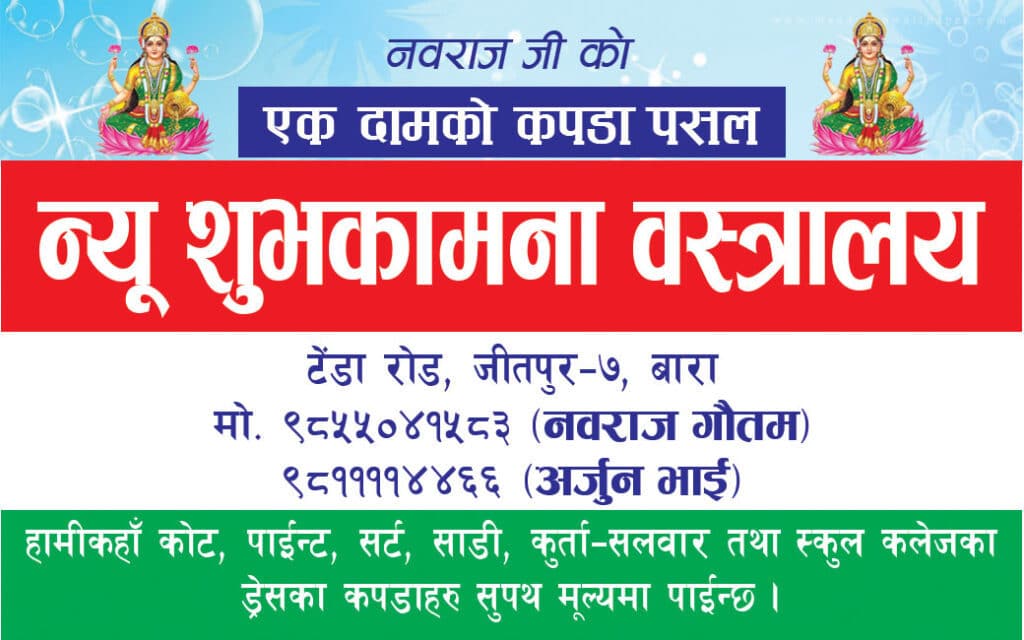 नवराज जी को
एक दामको कपडा पसल
न्यू शुभकामना वस्त्रालय
टेंडा रोड, जीतपुर-७, बारा
मो. ९८५५०४१५८३ (नवराज गौतम)
९८११११४४६६ (अर्जुन भाई)
हामीकहाँ कोट, पाईन्ट, सर्ट, साडी, कुर्ता-सलवार तथा स्कुल कलेजका
ड्रेसका कपडाहरु सुपथ मूल्यमा पाईन्छ ।